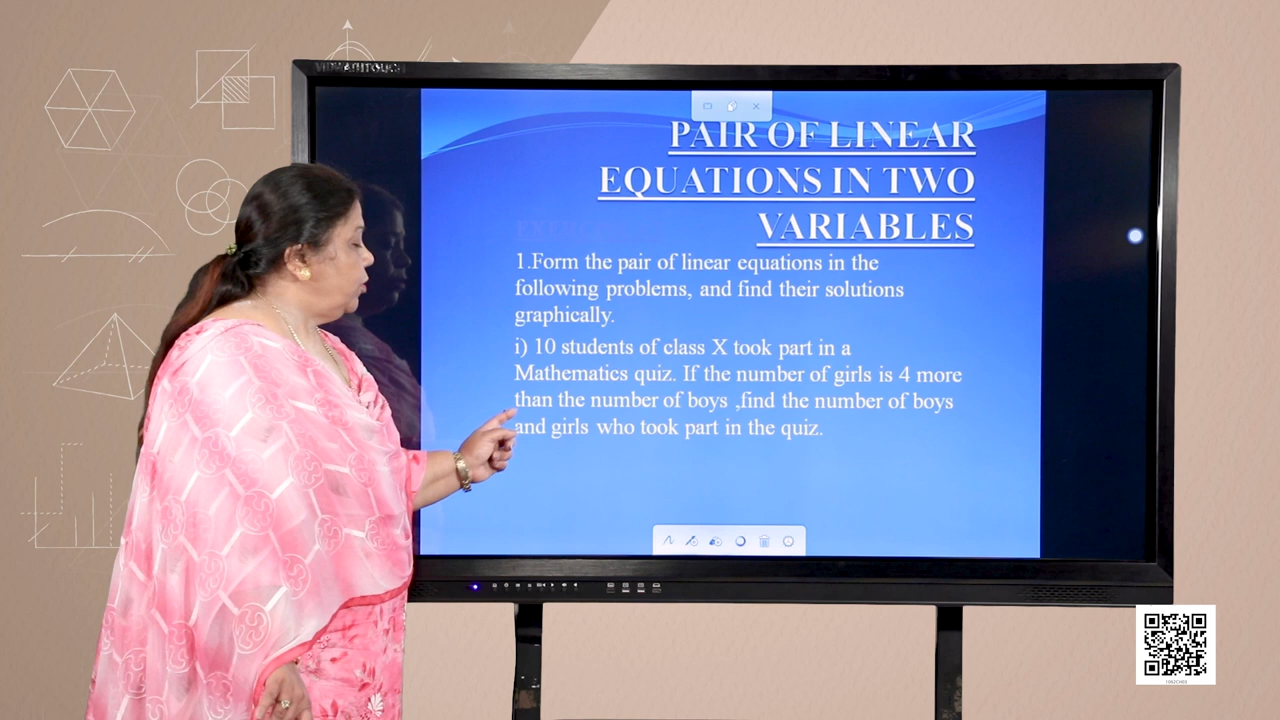 PAIR OF LINEAR
EQUATIONS IN TWO
VARIABLES
1.Form the pair of linear equations in the
following problems, and find their solutions
graphically.
i) 10 students of class X took part in a
Mathematics quiz. If the number of girls is 4 more
than the number of boys ,find the number of boys
and girls who took part in the quiz.